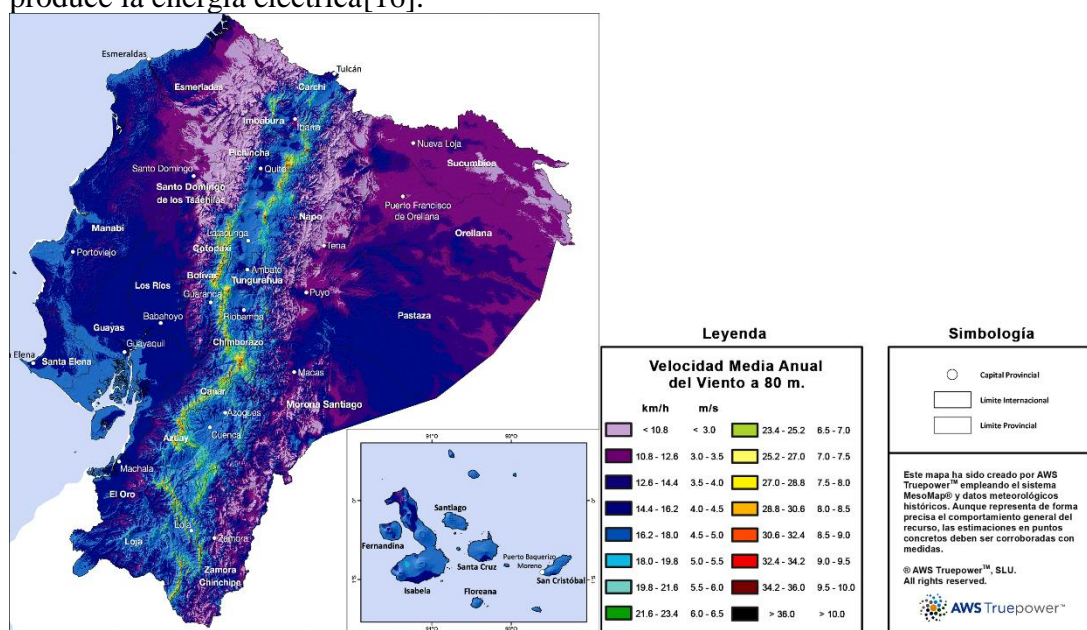 produce la energía eléctrica[16].
Esmeraldas
Tulcán
Esmerladas
Carchi
Imbabura
Ibarra
Pichincha
Nueva Loja
Quito
Sucumbíos
Santo Domingo
Santo Domingo
de los Tsáchilas
Puerto Francisco
de Orellana
Napo
Manabí
Latacunga
Orellana
Cotopaxi
Tena
Portoviejo
Ambato
Bolívar
Tungurahua
Los Ríos
Puyo
Guaranda
Riobamba
Pastaza
Babahoyo
Guayas
Chimborazo
Guayaquil
a Elena
Santa Elena
Macas
Cañar
Morona Santiago
Azogues
Azuay
Cuenca
Machala
El Oro
Loja
Loja
Zamora
Zamora
Chinchipe
Santiago
Fernandina
Santa Cruz
Puerto Baquerizo
Moreno
San Cristóbal
Isabela
Floreana
Leyenda
Velocidad Media Anual
del Viento a 80 m.
km/h m/s
< 10.8 < 3.0 23.4 - 25.2 6.5 - 7.0
10.8 - 12.6 3.0 - 3.5 25.2 - 27.0 7.0 - 7.5
12.6 - 14.4 3.5 - 4.0 27.0 - 28.8 7.5 - 8.0
14.4 - 16.2 4.0 - 4.5 28.8 - 30.6 8.0 - 8.5
16.2 - 18.0 4.5 - 5.0 30.6 - 32.4 8.5 - 9.0
18.0 - 19.8 5.0 - 5.5 32.4 - 34.2 9.0 - 9.5
19.8 - 21.6 5.5 - 6.0 34.2 - 36.0 9.5 - 10.0
21.6 - 23.4 6.0 - 6.5 > 36.0 > 10.0
Simbología
Capital Provincial
Límite Internacional
Límite Provincial
Este mapa ha sido creado por AWS
Truepower™ empleando el sistema
MesoMap® y datos meteorológicos
históricos. Aunque representa de forma
precisa el comportamiento general del
recurso, las estimaciones en puntos
concretos deben ser corroboradas con
medidas.
® AWS Truepower™, SLU.
All rights reserved.
AWS Truepower™